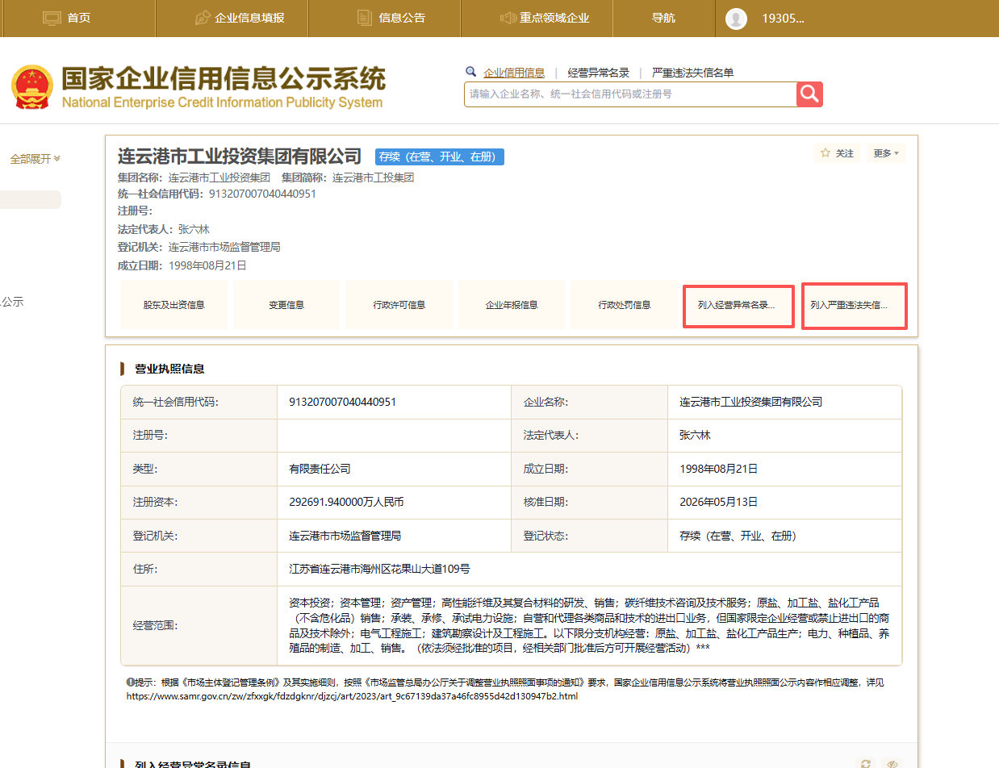 首页
企业信息填报
信息公告
重点领域企业
导航
19305...
国家企业信用信息公示系统
National Enterprise Credit Information Publicity System
企业信用信息 | 经营异常名录 | 严重违法失信名单
请输入企业名称、统一社会信用代码或注册号
全部展开
公示
连云港市工业投资集团有限公司 存续（在营、开业、在册）
关注
更多
集团名称： 连云港市工业投资集团 集团简称： 连云港市工投集团
统一社会信用代码： 913207007040440951
注册号：
法定代表人： 张六林
登记机关： 连云港市市场监督管理局
成立日期： 1998年08月21日
股东及出资信息
变更信息
行政许可信息
企业年报信息
行政处罚信息
列入经营异常名录...
列入严重违法失信...
营业执照信息
统一社会信用代码： 913207007040440951 企业名称： 连云港市工业投资集团有限公司
注册号： 法定代表人： 张六林
类型： 有限责任公司 成立日期： 1998年08月21日
注册资本： 292691.940000万人民币 核准日期： 2026年05月13日
登记机关： 连云港市市场监督管理局 登记状态： 存续（在营、开业、在册）
住所： 江苏省连云港市海州区花果山大道109号
经营范围：
资本投资；资本管理；资产管理；高性能纤维及其复合材料的研发、销售；碳纤维技术咨询及技术服务；原盐、加工盐、盐化工产品
（不含危化品）销售；承装、承修、承试电力设施；自营和代理各类商品和技术的进出口业务，但国家限定企业经营或禁止进出口的商
品及技术除外；电气工程施工；建筑勘察设计及工程施工。以下限分支机构经营：原盐、加工盐、盐化工产品生产；电力、种植品、养
殖品的制造、加工、销售。（依法须经批准的项目，经相关部门批准后方可开展经营活动）***
提示：根据《市场主体登记管理条例》及其实施细则，按照《市场监管总局办公厅关于调整营业执照照面事项的通知》要求，国家企业信用信息公示系统将营业执照照面公示内容作相应调整，详见
https://www.samr.gov.cn/zw/zfxxgk/fdzdgknr/djzcj/art/2023/art_9c67139da37a46fc8955d42d130947b2.html
列入经营异常名录信息